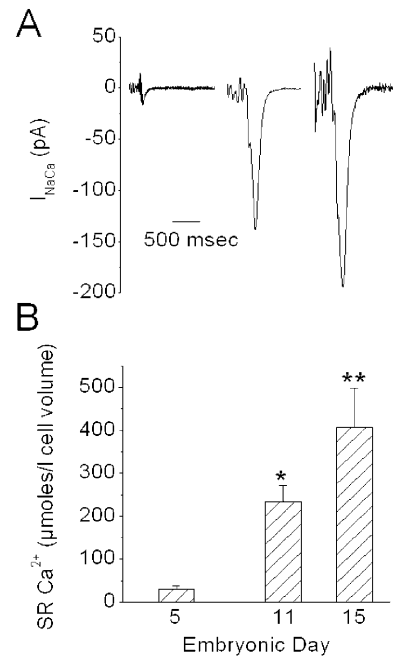 A
50
0
-50
-100
-150
-200
I_NaCa (pA)
500 msec
B
SR Ca²⁺ (μmoles/l cell volume)
500
400
300
200
100
0
*
**
5 11 15
Embryonic Day